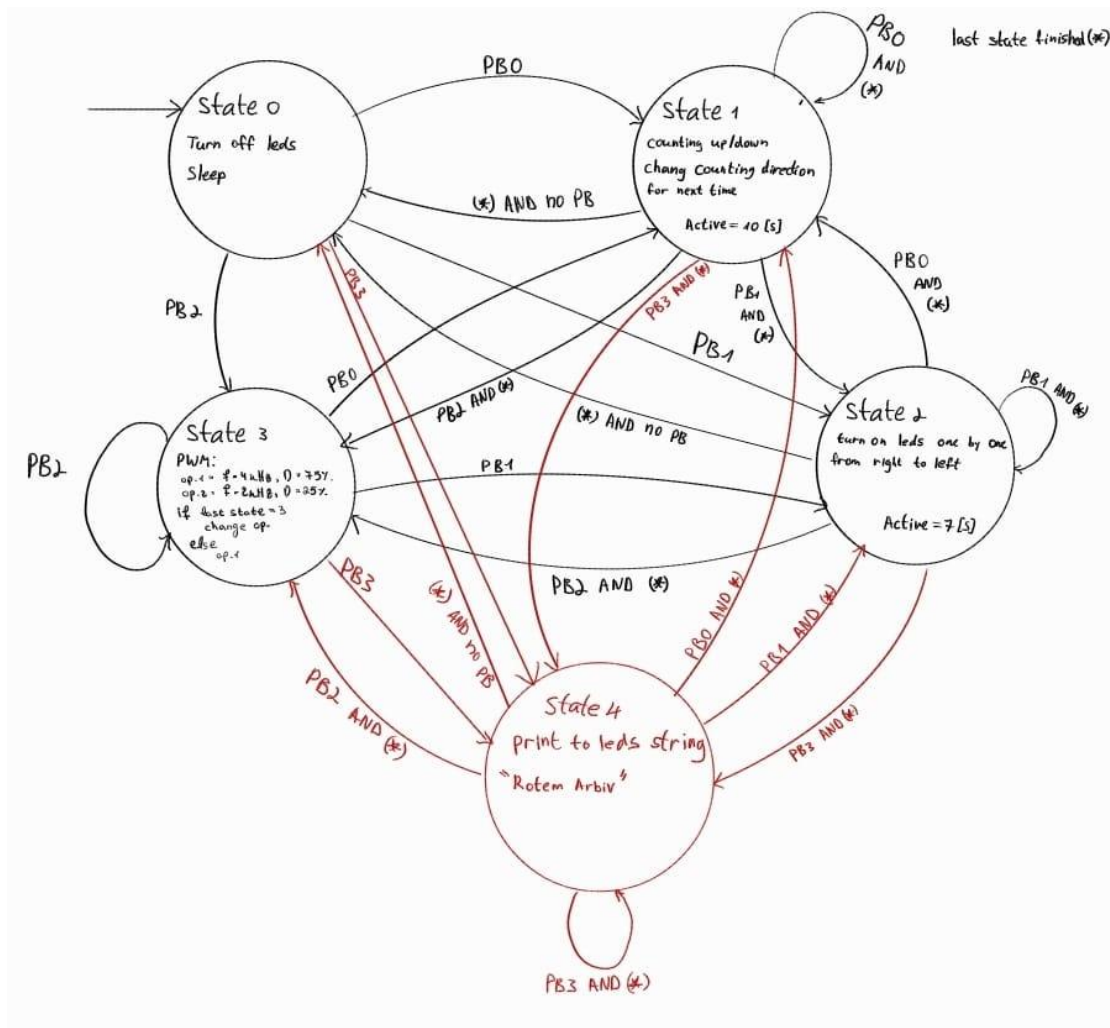 last state finished (*)
PB0
AND
(*)
PB0
State 0
Turn off leds
Sleep
State 1
counting up/down
chang counting direction
for next time
Active = 10 [s]
(*) AND no PB
PB3
PB3 AND (*)
PB2
PB1
AND
(*)
PB0
AND
(*)
PB1
PB0
PB2 AND (*)
(*) AND no PB
PB1 AND (*)
State 2
turn on leds one by one
from right to left
Active = 7 [s]
State 3
PWM:
op.1 = f = 4kHz, D = 75%.
op.2 = f = 2kHz, D = 25%.
if last state = 3
change op.
else
op.1
PB2
PB1
PB2 AND (*)
PB3
(*) AND no PB
PB0 AND *)
PB1 AND (*)
PB2 AND (*)
PB3 AND (*)
State 4
print to leds string
"Rotem Arbiv"
PB3 AND (*)